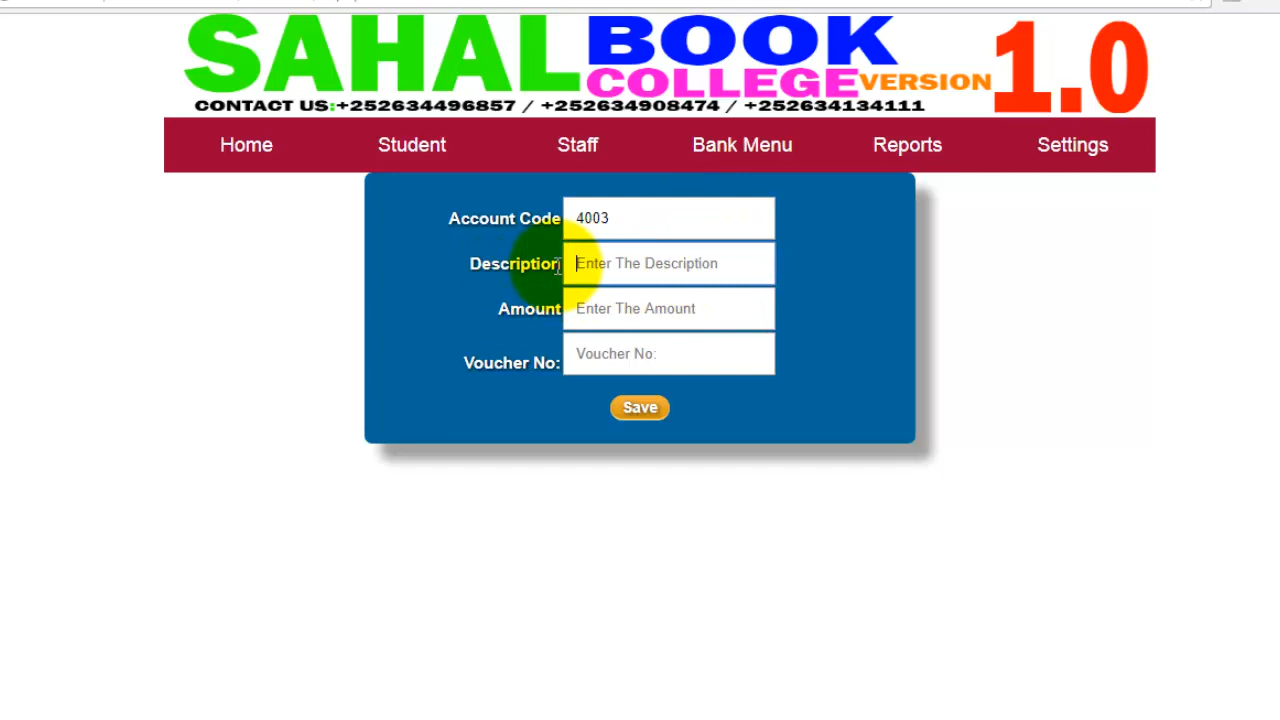 SAHAL BOOK COLLEGE VERSION 1.0
CONTACT US:+252634496857 / +252634908474 / +252634134111
Home Student Staff Bank Menu Reports Settings
Account Code 4003
Description Enter The Description
Amount Enter The Amount
Voucher No: Voucher No:
Save